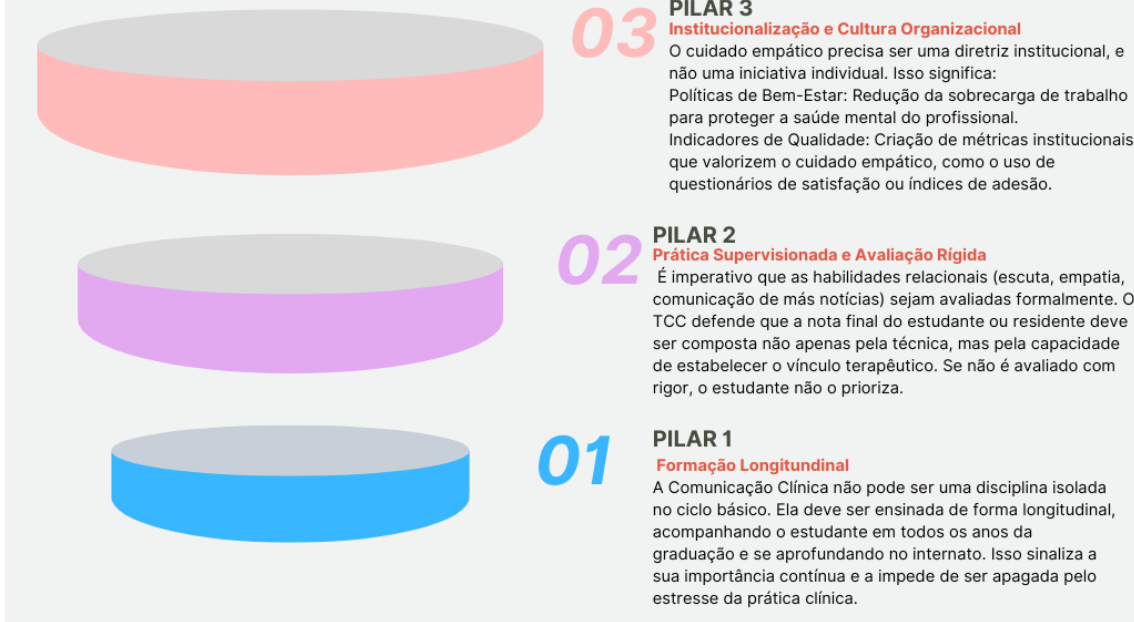 03
PILAR 3
Institucionalização e Cultura Organizacional
O cuidado empático precisa ser uma diretriz institucional, e
não uma iniciativa individual. Isso significa:
Políticas de Bem-Estar: Redução da sobrecarga de trabalho
para proteger a saúde mental do profissional.
Indicadores de Qualidade: Criação de métricas institucionais
que valorizem o cuidado empático, como o uso de
questionários de satisfação ou índices de adesão.
02
PILAR 2
Prática Supervisionada e Avaliação Rígida
É imperativo que as habilidades relacionais (escuta, empatia,
comunicação de más notícias) sejam avaliadas formalmente. O
TCC defende que a nota final do estudante ou residente deve
ser composta não apenas pela técnica, mas pela capacidade
de estabelecer o vínculo terapêutico. Se não é avaliado com
rigor, o estudante não o prioriza.
01
PILAR 1
Formação Longitundinal
A Comunicação Clínica não pode ser uma disciplina isolada
no ciclo básico. Ela deve ser ensinada de forma longitudinal,
acompanhando o estudante em todos os anos da
graduação e se aprofundando no internato. Isso sinaliza a
sua importância contínua e a impede de ser apagada pelo
estresse da prática clínica.